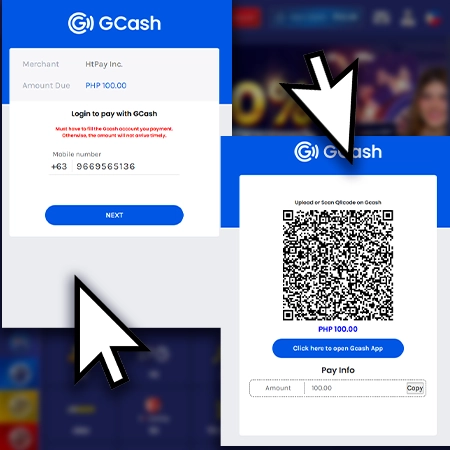 GCash
Merchant HtPay Inc.
Amount Due PHP 100.00
Login to pay with GCash
Must have to fill the Gcash account you payment.
Otherwise, the amount will not arrive timely.
Mobile number
+63 9669565136
NEXT
GCash
Upload or Scan QRcode on Gcash
PHP 100.00
Click here to open Gcash App
Pay Info
Amount 100.00 Copy